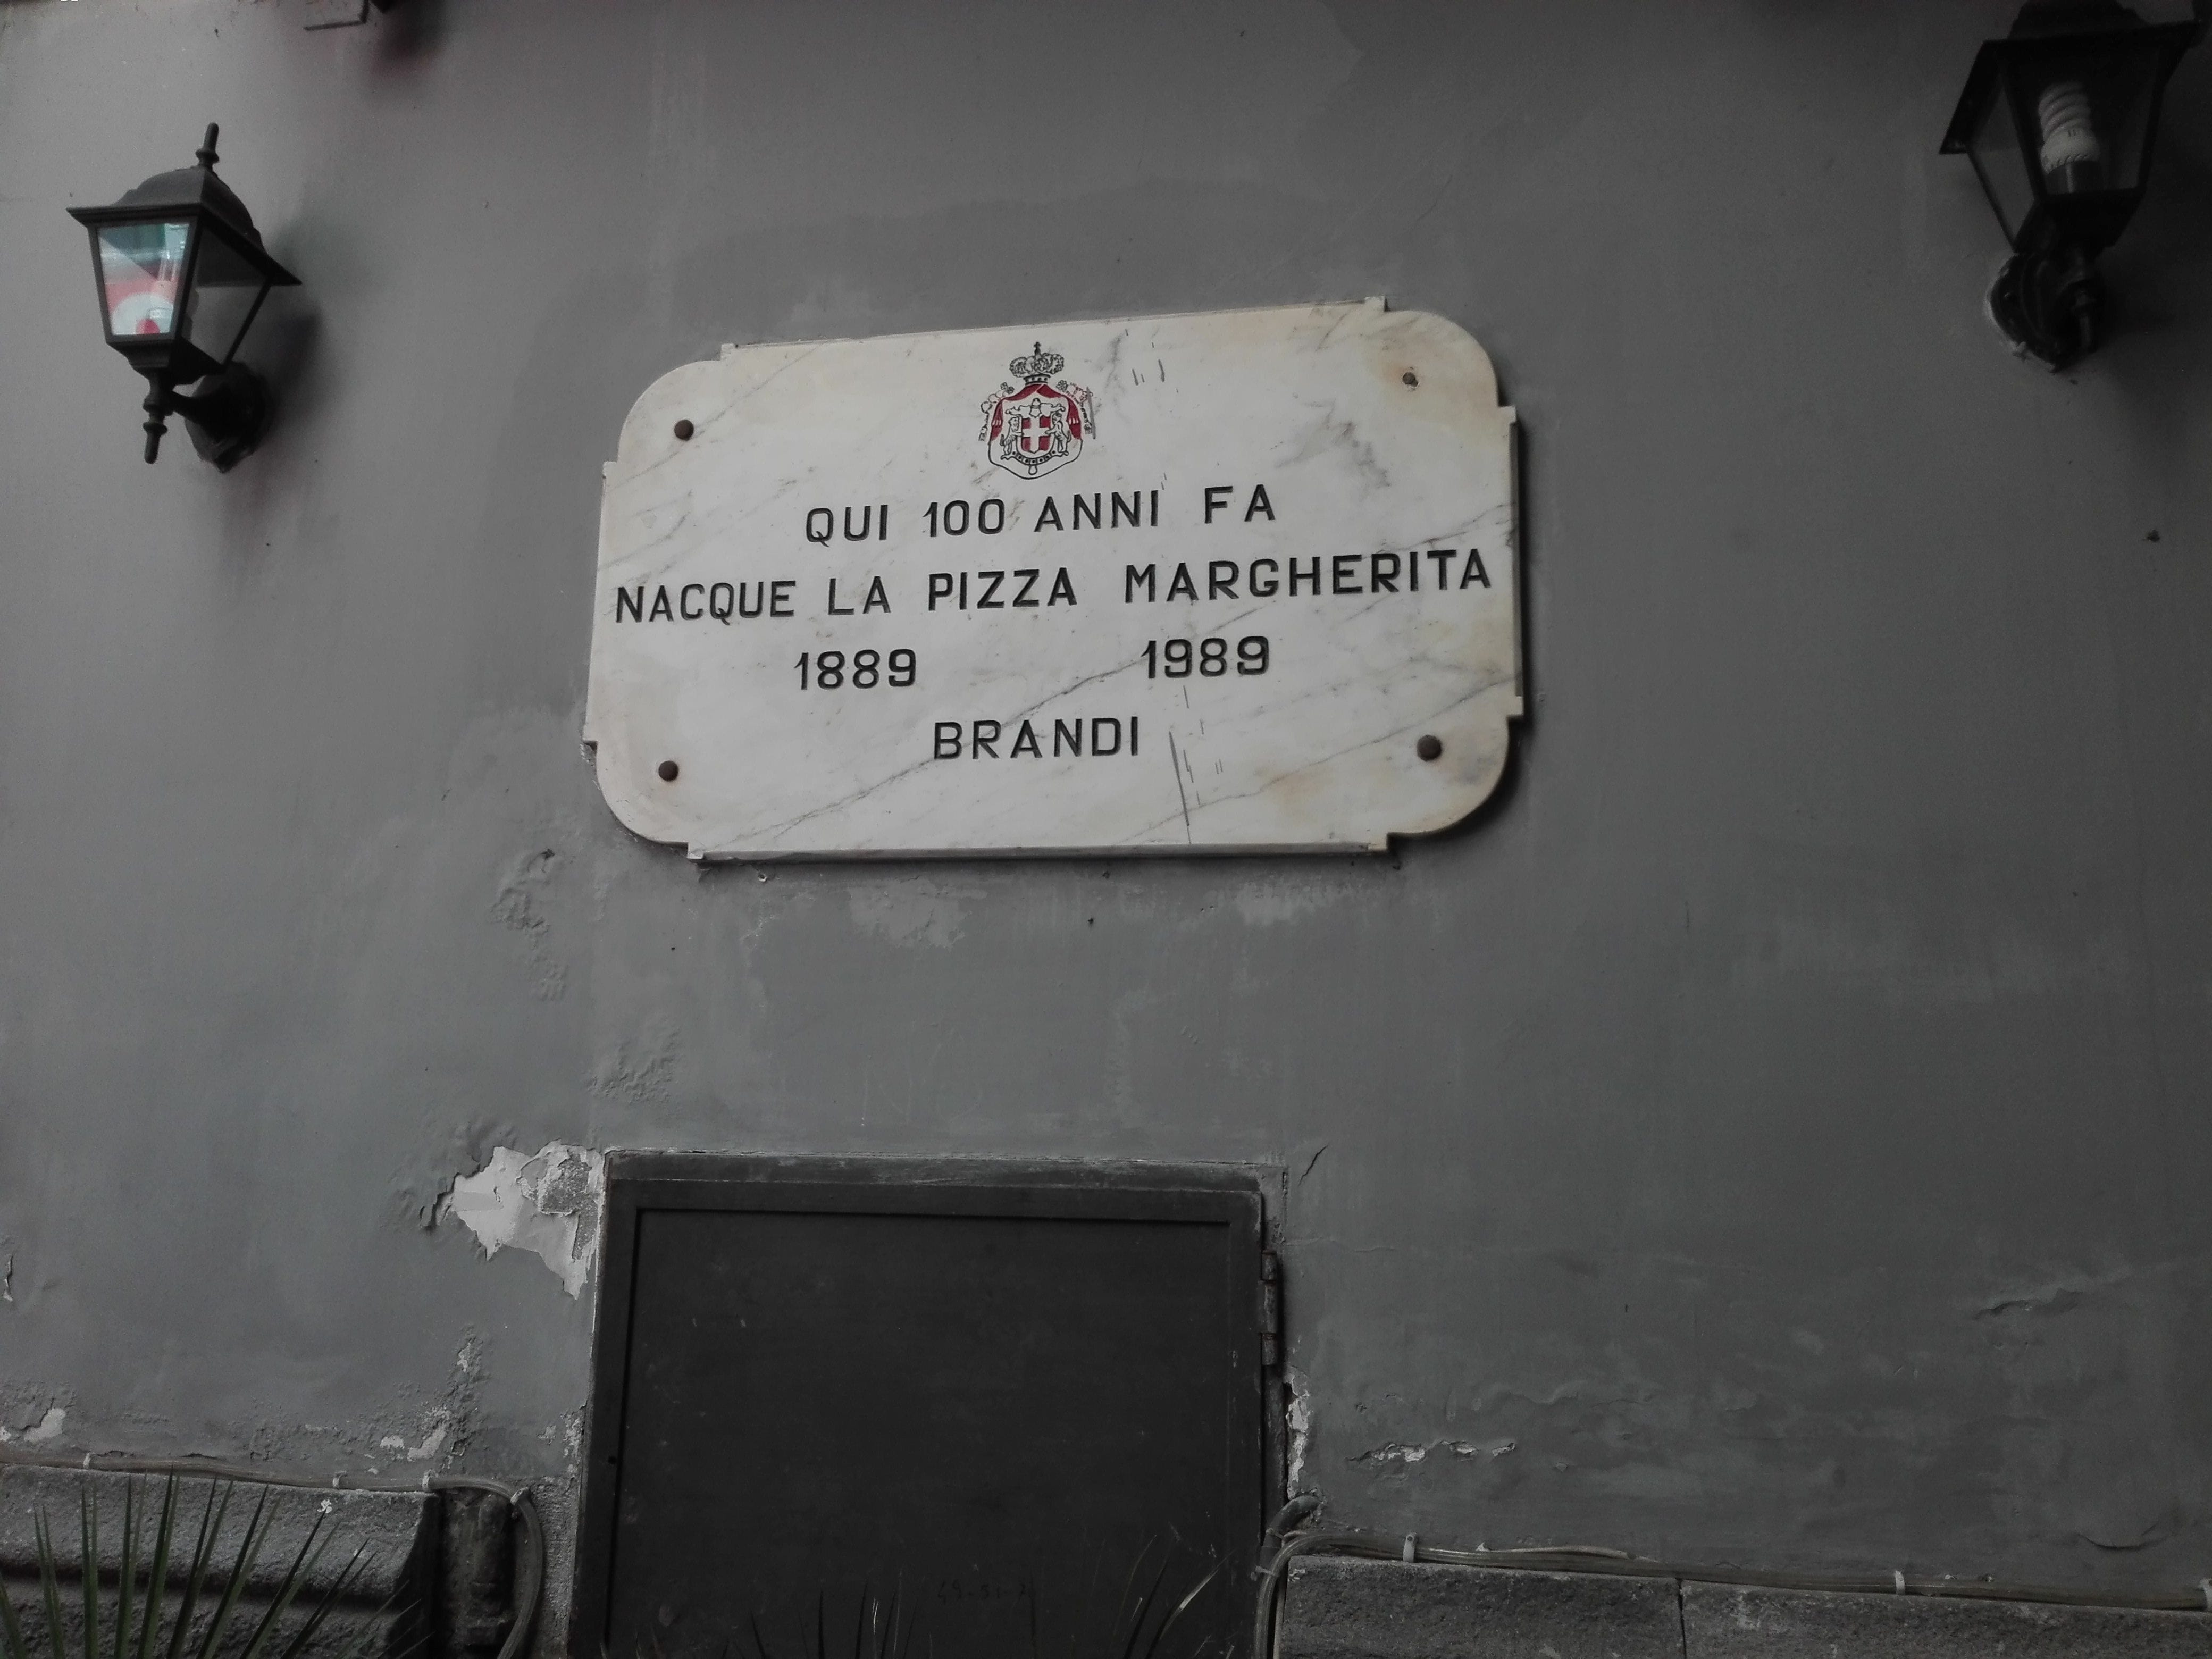 QUI 100 ANNI FA
NACQUE LA PIZZA MARGHERITA
1889 1989
BRANDI